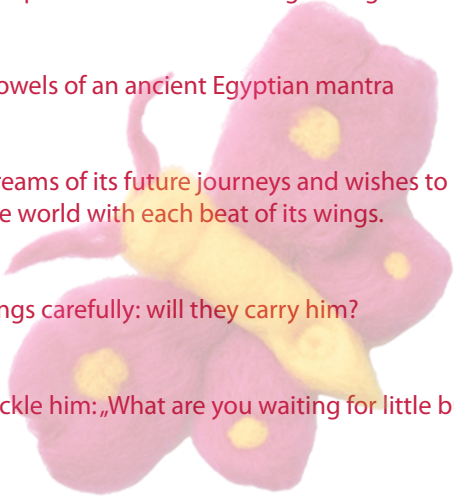 owels of an ancient Egyptian mantra
reams of its future journeys and wishes to
e world with each beat of its wings.
ngs carefully: will they carry him?
ckle him: „What are you waiting for little b